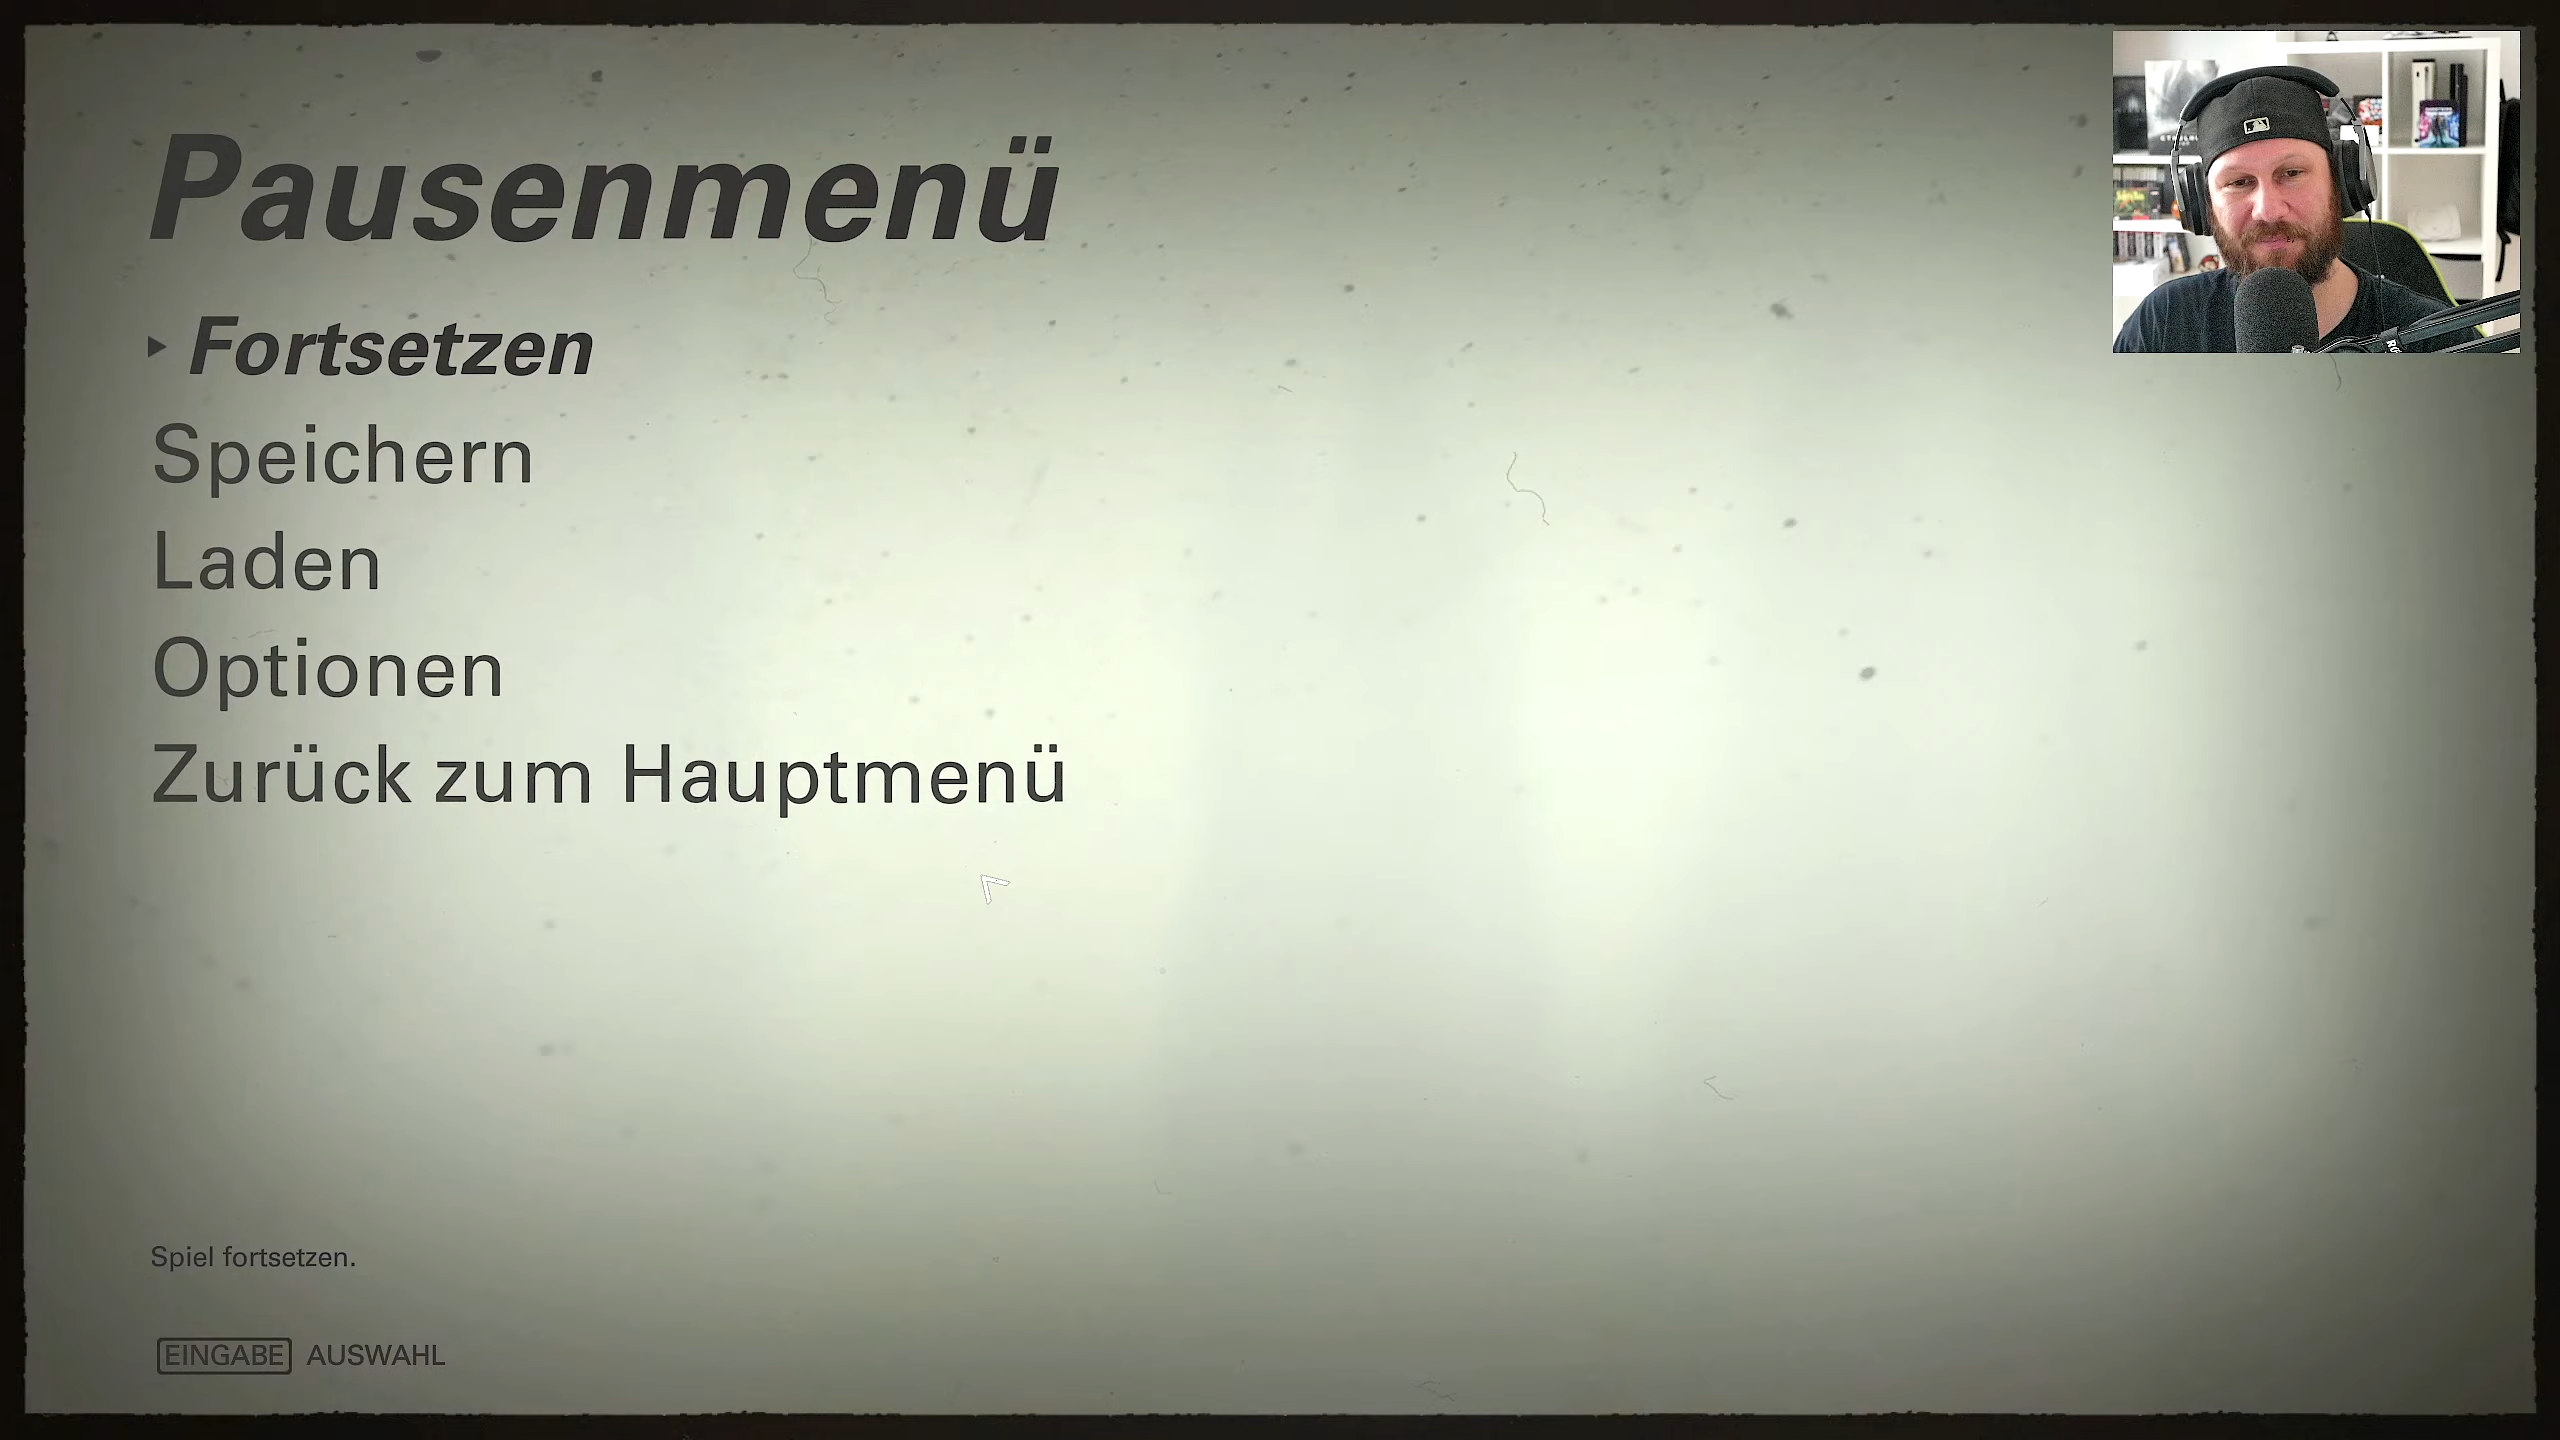 Pausenmenü
Fortsetzen
Speichern
Laden
Optionen
Zurück zum Hauptmenü
Spiel fortsetzen.
EINGABE AUSWAHL